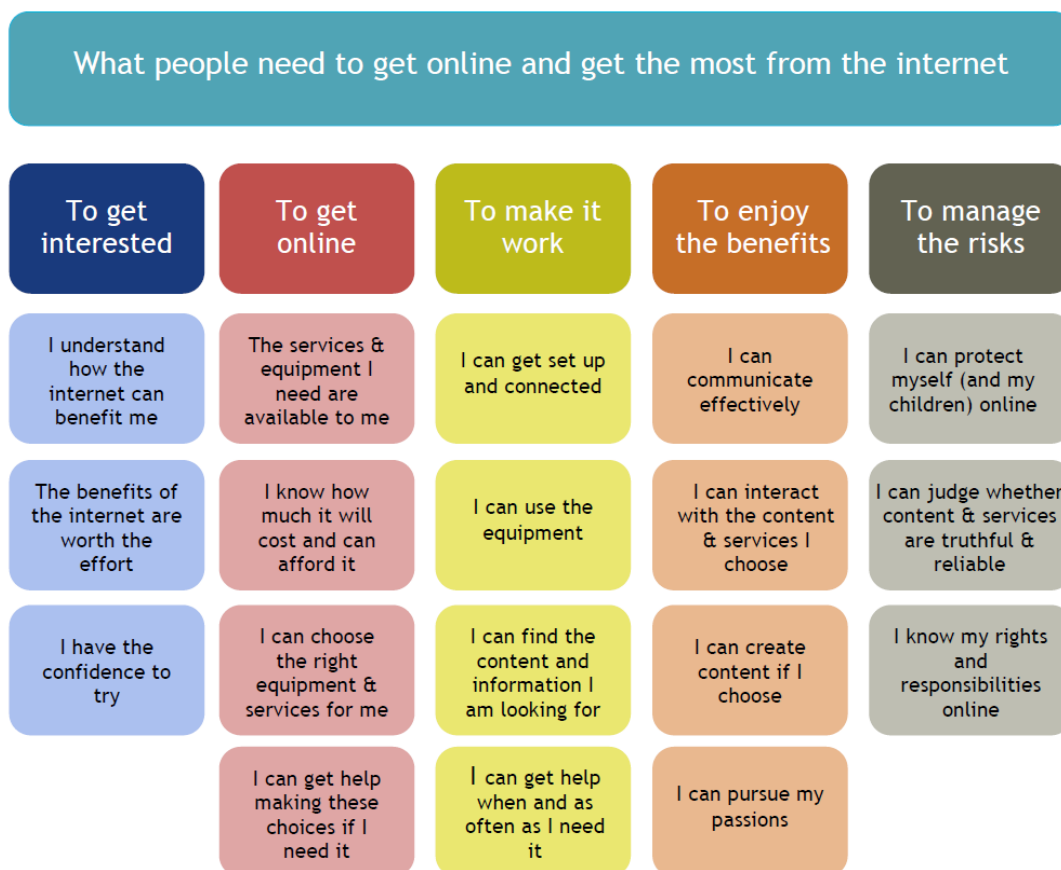 What people need to get online and get the most from the internet
To get
interested
To get
online
To make it
work
To enjoy
the benefits
To manage
the risks
I understand
how the
internet can
benefit me
The services &
equipment I
need are
available to me
I can get set up
and connected
I can
communicate
effectively
I can protect
myself (and my
children) online
The benefits of
the internet are
worth the
effort
I know how
much it will
cost and can
afford it
I can use the
equipment
I can interact
with the content
& services I
choose
I can judge whether
content & services
are truthful &
reliable
I have the
confidence to
try
I can choose
the right
equipment &
services for me
I can find the
content and
information I
am looking for
I can create
content if I
choose
I know my rights
and
responsibilities
online
I can get help
making these
choices if I
need it
I can get help
when and as
often as I need
it
I can pursue my
passions